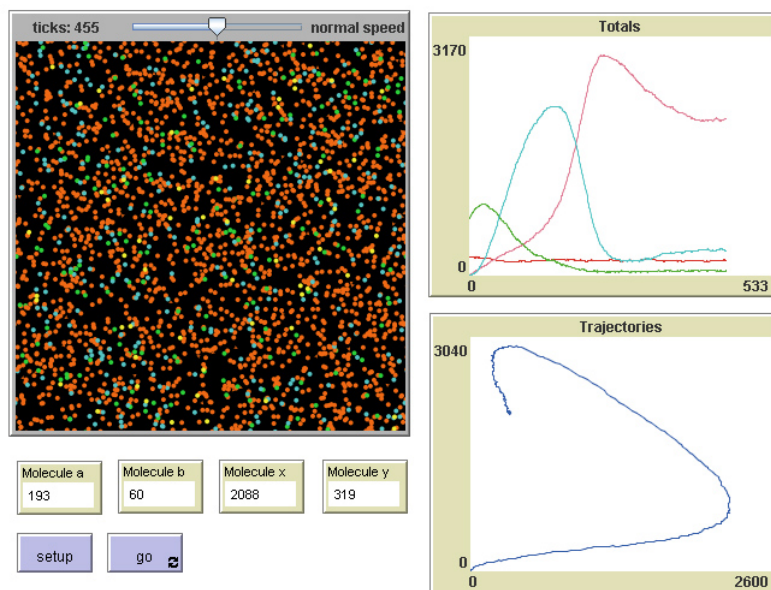 ticks: 455
normal speed
Totals
3170
0
0
533
Trajectories
3040
0
0
2600
Molecule a
193
Molecule b
60
Molecule x
2088
Molecule y
319
setup
go